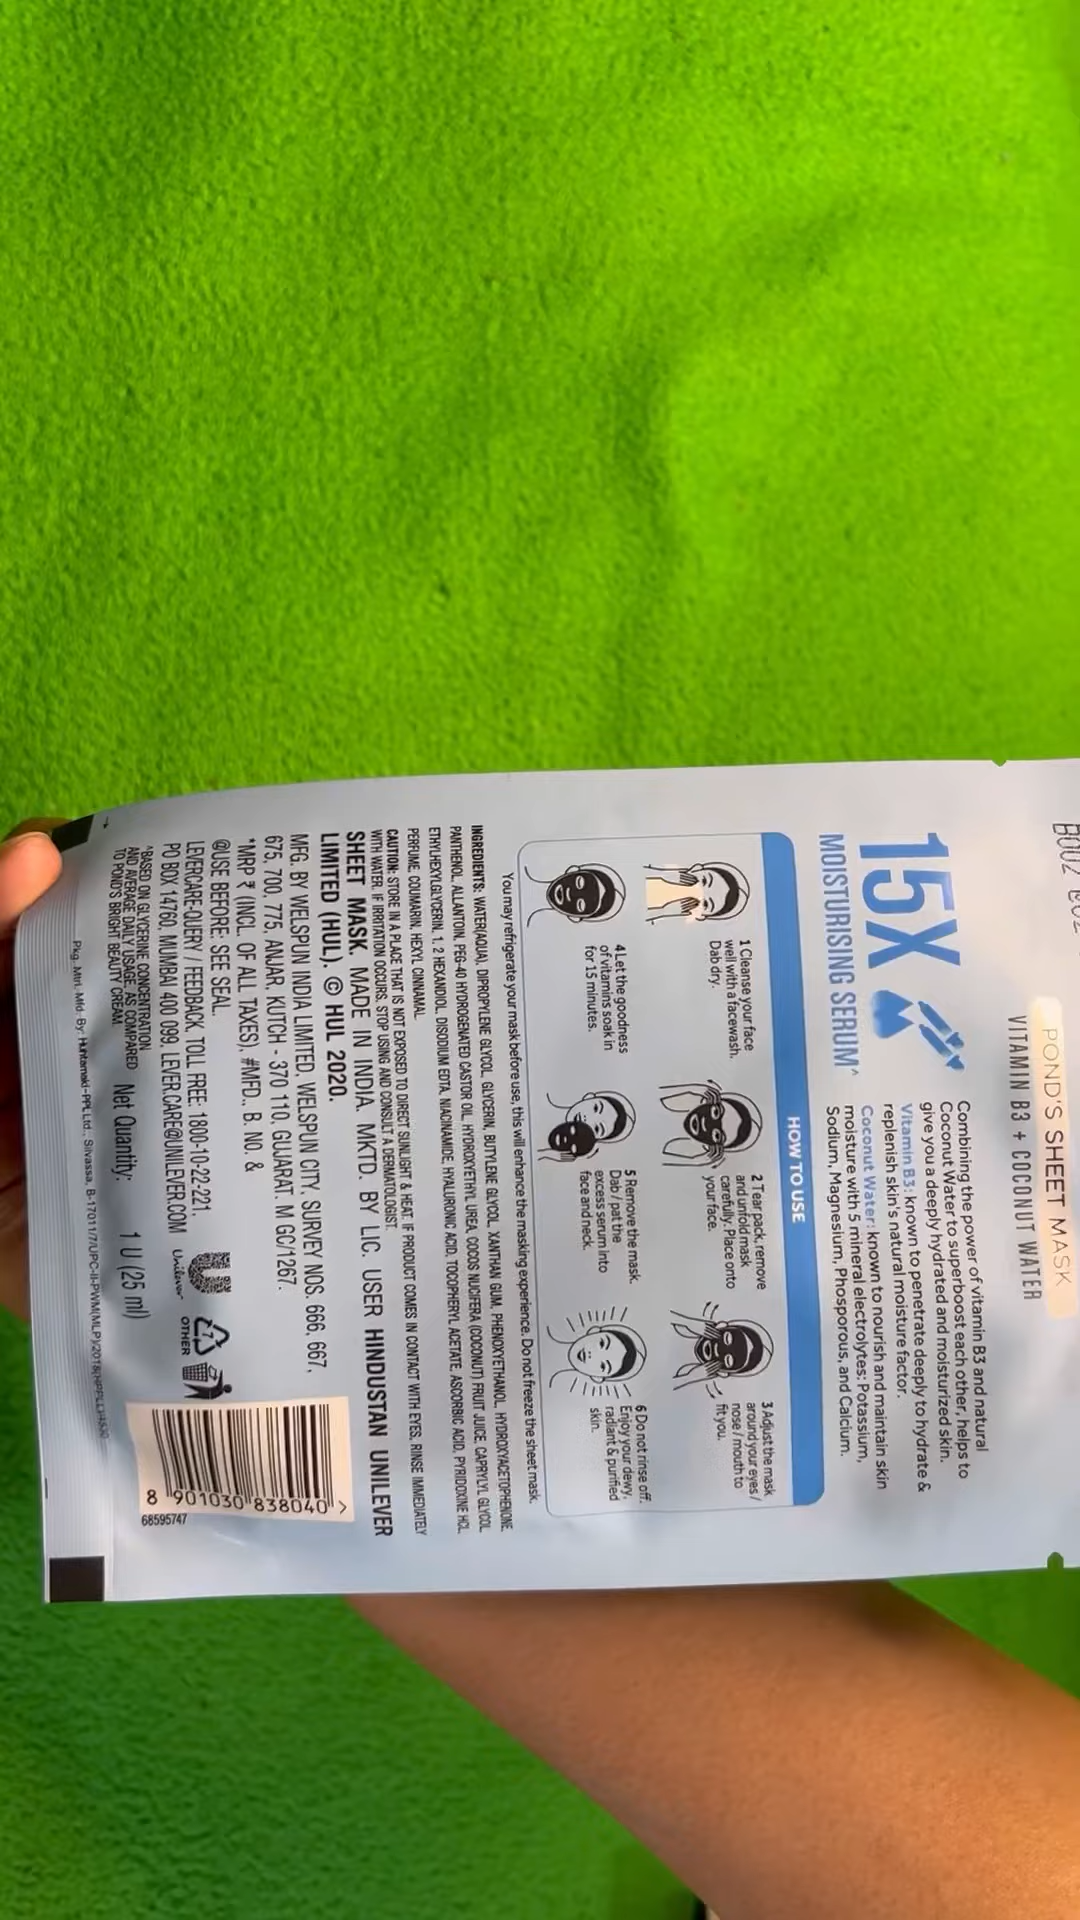 POND'S SHEET MASK
VITAMIN B3 + COCONUT WATER
15X
MOISTURISING SERUM^
Combining the power of vitamin B3 and natural
Coconut Water to superboost each other, helps to
give you a deeply hydrated and moisturized skin.
Vitamin B3: known to penetrate deeply to hydrate &
replenish skin's natural moisture factor.
Coconut Water: known to nourish and maintain skin
moisture with 5 mineral electrolytes: Potassium,
Sodium, Magnesium, Phosporous, and Calcium.
HOW TO USE
1 Cleanse your face
well with a facewash.
Dab dry.
2 Tear pack, remove
and unfold mask
carefully. Place onto
your face.
3 Adjust the mask
around your eyes /
nose / mouth to
fit you.
4 Let the goodness
of vitamins soak in
for 15 minutes.
5 Remove the mask.
Dab / pat the
excess serum into
face and neck.
6 Do not rinse off.
Enjoy your dewy,
radiant & purified
skin.
You may refrigerate your mask before use, this will enhance the masking experience. Do not freeze the sheet mask.
INGREDIENTS: WATER(AQUA), DIPROPYLENE GLYCOL, GLYCERIN, BUTYLENE GLYCOL, XANTHAN GUM, PHENOXYETHANOL, HYDROXYACETOPHENONE,
PANTHENOL, ALLANTOIN, PEG-40 HYDROGENATED CASTOR OIL, HYDROXYETHYL UREA, COCOS NUCIFERA (COCONUT) FRUIT JUICE, CAPRYLYL GLYCOL,
ETHYLHEXYLGLYCERIN, 1, 2 HEXANDIOL, DISODIUM EDTA, NIACINAMIDE, HYALURONIC ACID, TOCOPHERYL ACETATE, ASCORBIC ACID, PYRIDOXINE HCL,
PERFUME, COUMARIN, HEXYL CINNAMAL.
CAUTION: STORE IN A PLACE THAT IS NOT EXPOSED TO DIRECT SUNLIGHT & HEAT. IF PRODUCT COMES IN CONTACT WITH EYES, RINSE IMMEDIATELY
WITH WATER. IF IRRITATION OCCURS, STOP USING AND CONSULT A DERMATOLOGIST.
SHEET MASK. MADE IN INDIA. MKTD. BY LIC. USER HINDUSTAN UNILEVER
LIMITED (HUL). © HUL 2020.
MFG. BY WELSPUN INDIA LIMITED, WELSPUN CITY, SURVEY NOS. 666, 667,
675, 700, 775, ANJAR, KUTCH - 370 110, GUJARAT. M GC/1267.
*MRP ₹ (INCL. OF ALL TAXES), #MFD., B. NO. &
@USE BEFORE: SEE SEAL.
LEVERCARE-QUERY / FEEDBACK, TOLL FREE: 1800-10-22-221,
PO BOX 14760, MUMBAI 400 099, LEVER.CARE@UNILEVER.COM
Unilever
7
OTHER
^BASED ON GLYCERINE CONCENTRATION
AND AVERAGE DAILY USAGE, AS COMPARED
TO POND'S BRIGHT BEAUTY CREAM.
Net Quantity: 1 U (25 ml)
8 901030 838040 >
68595747
Pkg. Mtrl. Mfd. By: Huhtamaki-PPL Ltd., Silvassa,